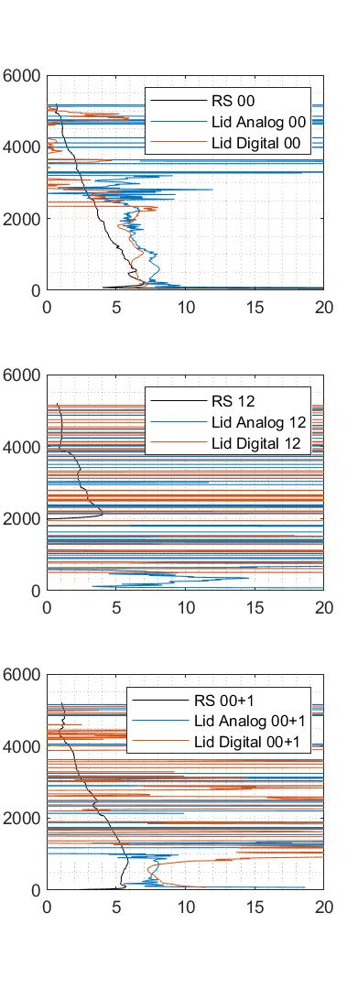 6000
RS 00
Lid Analog 00
Lid Digital 00
4000
2000
0
0 5 10 15 20
6000
RS 12
Lid Analog 12
Lid Digital 12
4000
2000
0
0 5 10 15 20
6000
RS 00+1
Lid Analog 00+1
Lid Digital 00+1
4000
2000
0
0 5 10 15 20